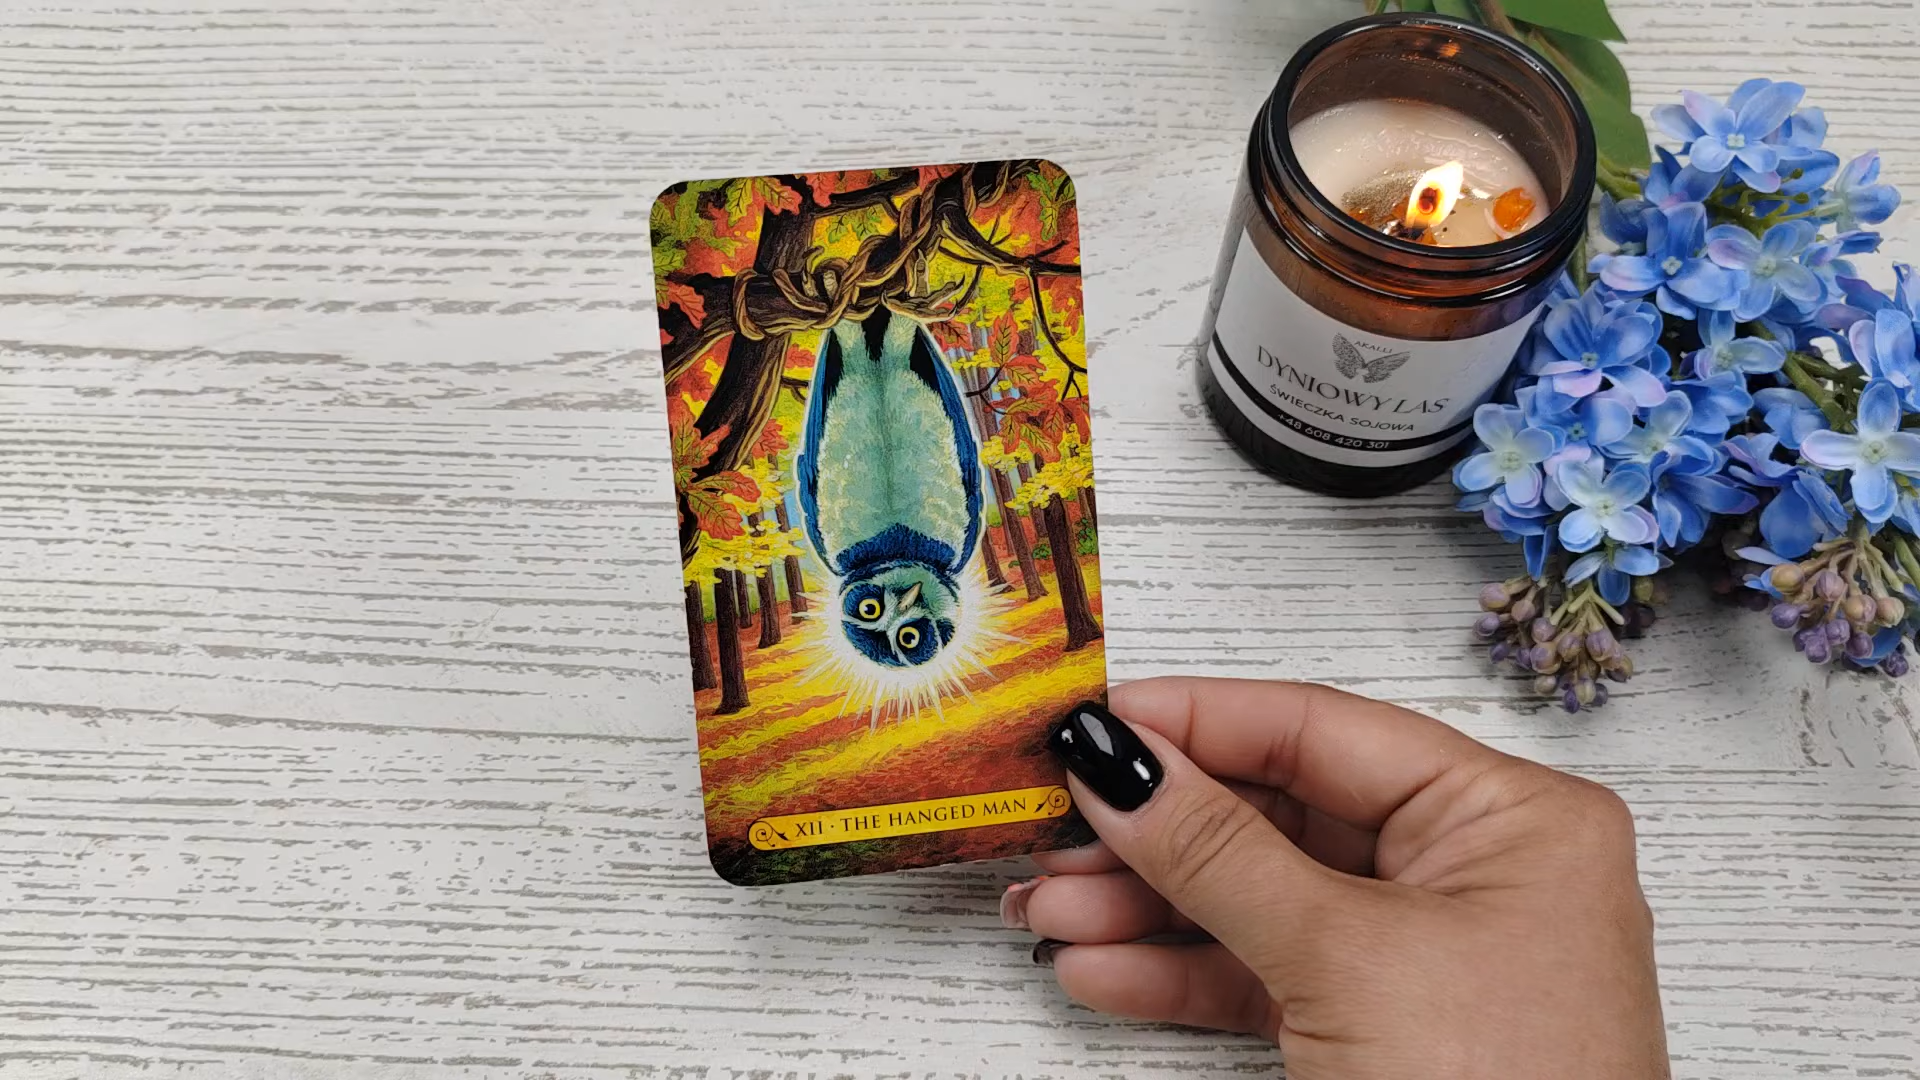 XII · THE HANGED MAN
AKALLI
DYNIOWY LAS
ŚWIECZKA SOJOWA
+48 608 420 301